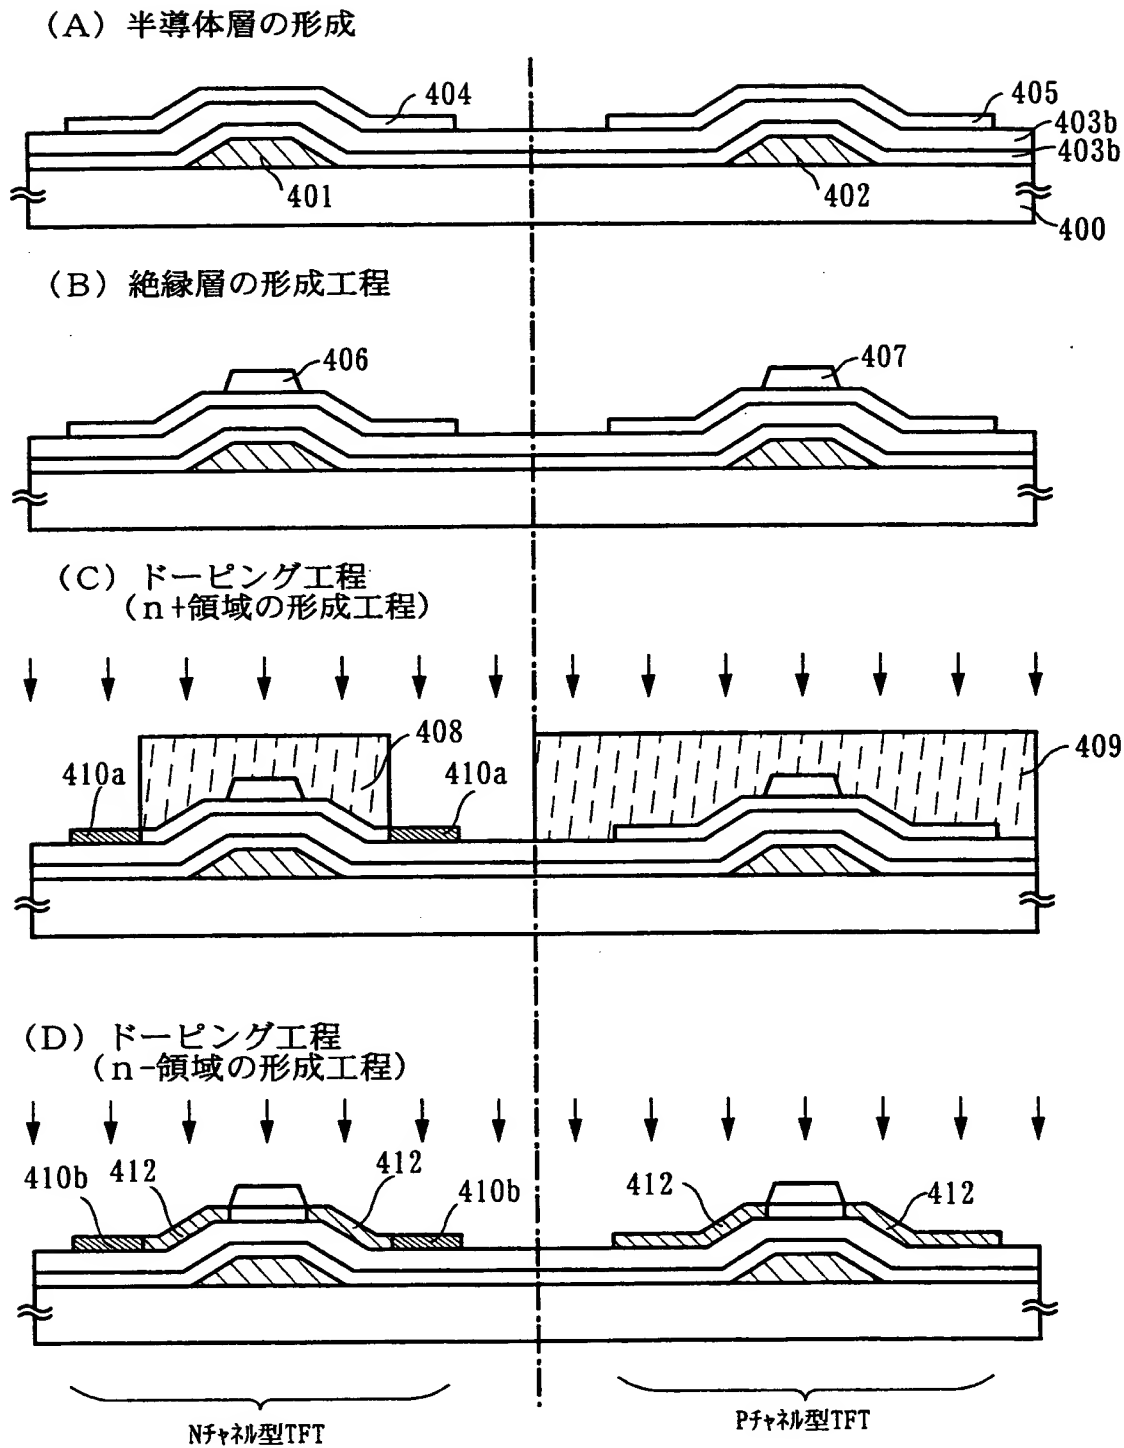 (A) 半導体層の形成
404
405
403b
403b
401
402
400
(B) 絶縁層の形成工程
406
407
(C) ドーピング工程
(n+領域の形成工程)
408
409
410a
410a
(D) ドーピング工程
(n-領域の形成工程)
410b
412
412
410b
412
412
Nチャネル型TFT
Pチャネル型TFT